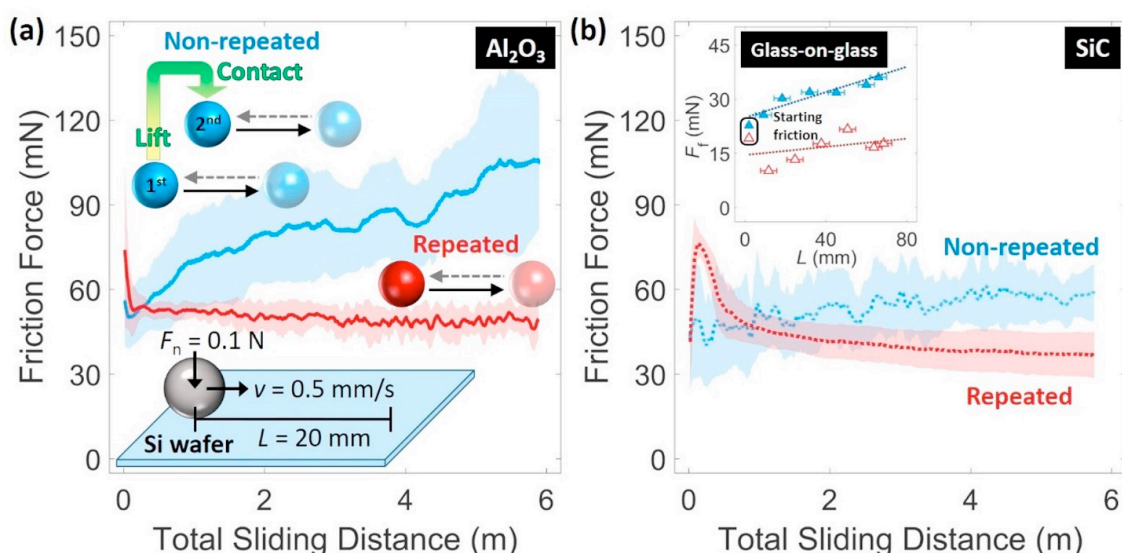 (a)
Al₂O₃
Non-repeated
Contact
Lift
2nd
1st
Repeated
Fn = 0.1 N
v = 0.5 mm/s
L = 20 mm
Si wafer
Friction Force (mN)
150
120
90
60
30
0
0
2
4
6
Total Sliding Distance (m)
(b)
SiC
Glass-on-glass
Starting
friction
Ff (mN)
45
30
15
0
0
40
80
L (mm)
Non-repeated
Repeated
Friction Force (mN)
150
120
90
60
30
0
0
2
4
6
Total Sliding Distance (m)